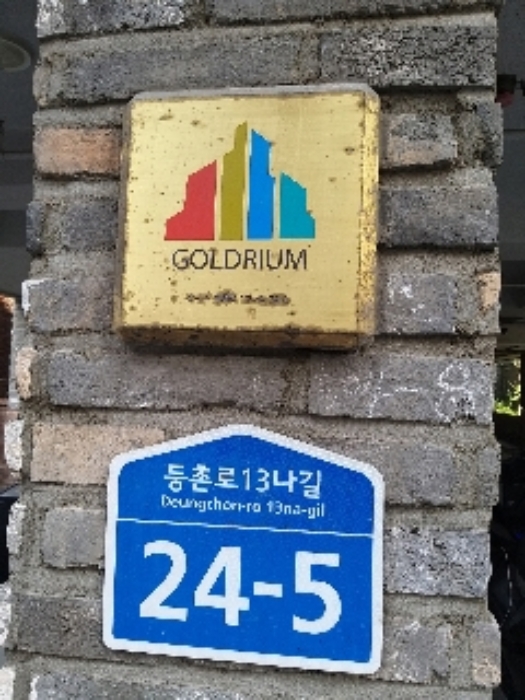 GOLDRIUM
등촌로13나길
Deungchon-ro 13na-gil
24-5